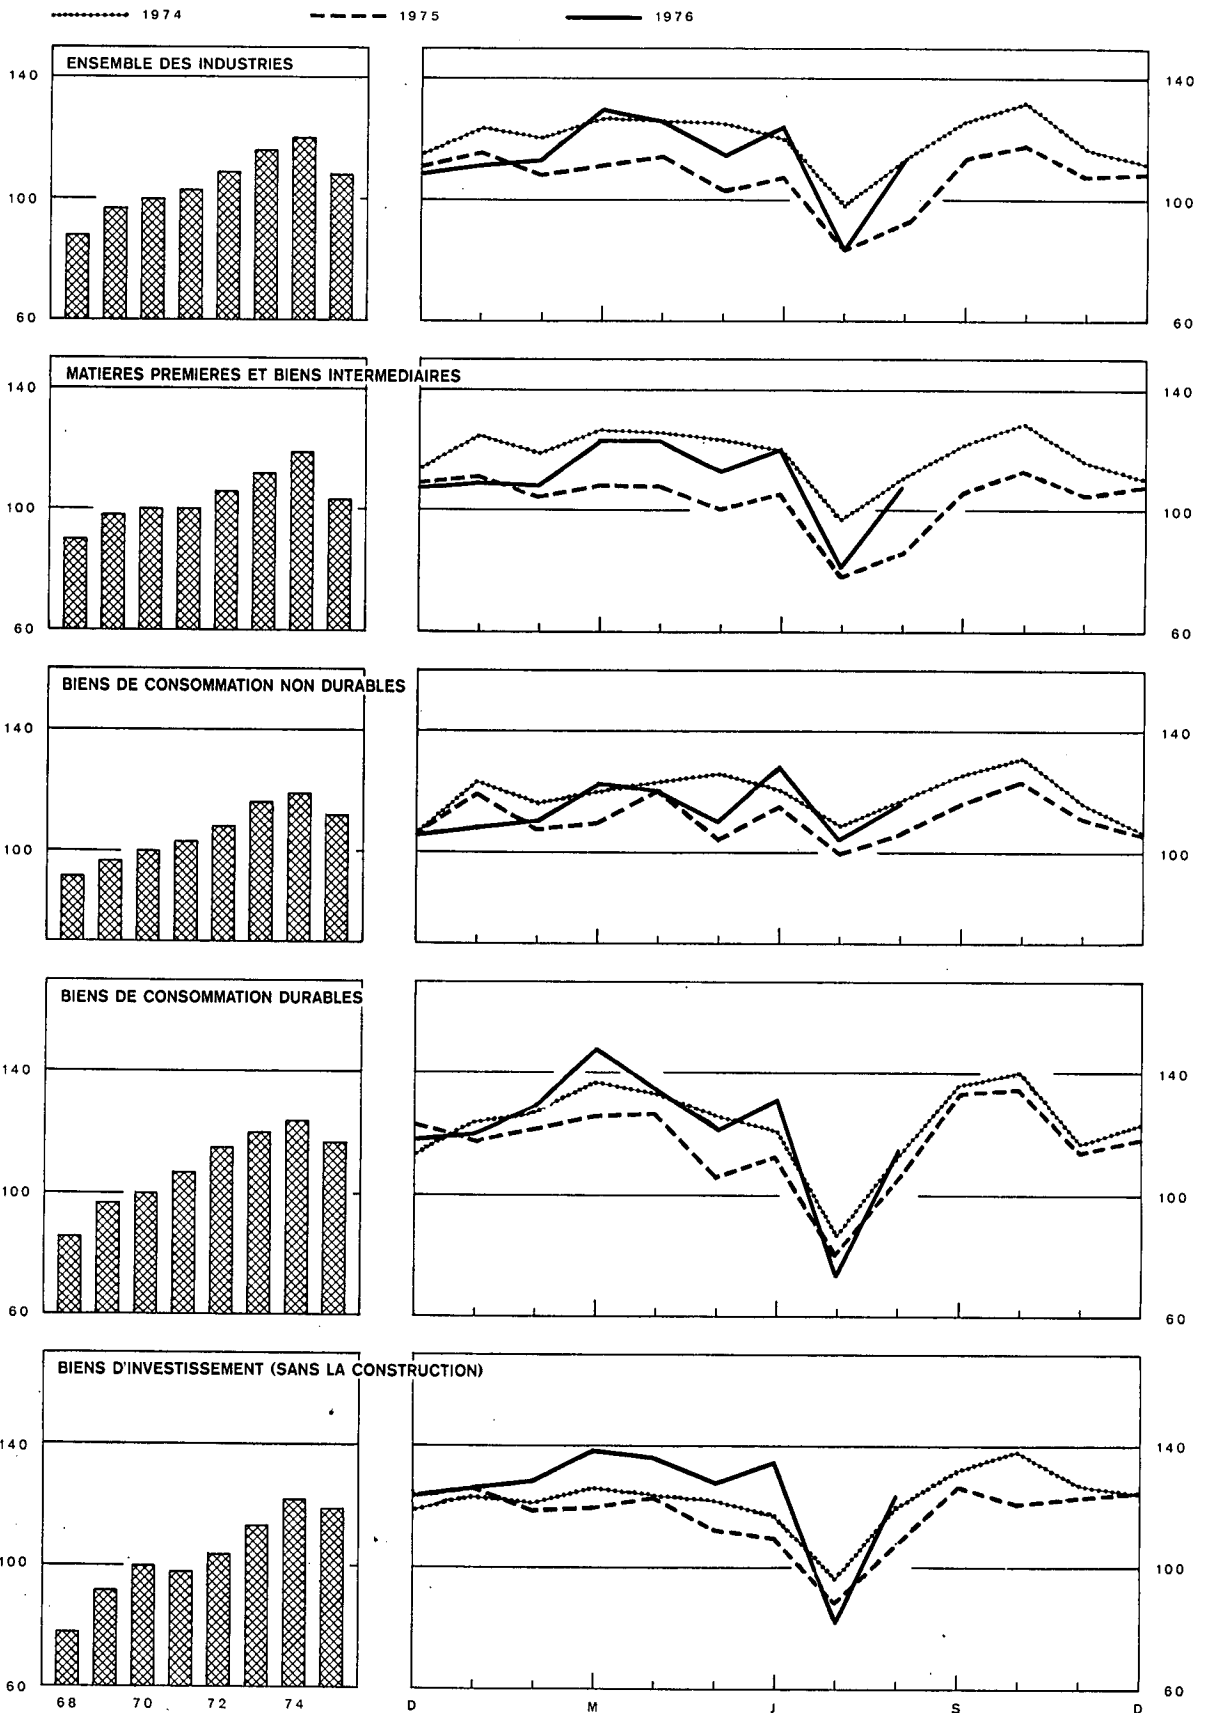 1974 1975 1976
ENSEMBLE DES INDUSTRIES
140 140
100 100
60 60
MATIERES PREMIERES ET BIENS INTERMEDIAIRES
140 140
100 100
60 60
BIENS DE CONSOMMATION NON DURABLES
140 140
100 100
BIENS DE CONSOMMATION DURABLES
140 140
100 100
60 60
BIENS D'INVESTISSEMENT (SANS LA CONSTRUCTION)
140 140
100 100
60 60
68 70 72 74 D M J S D